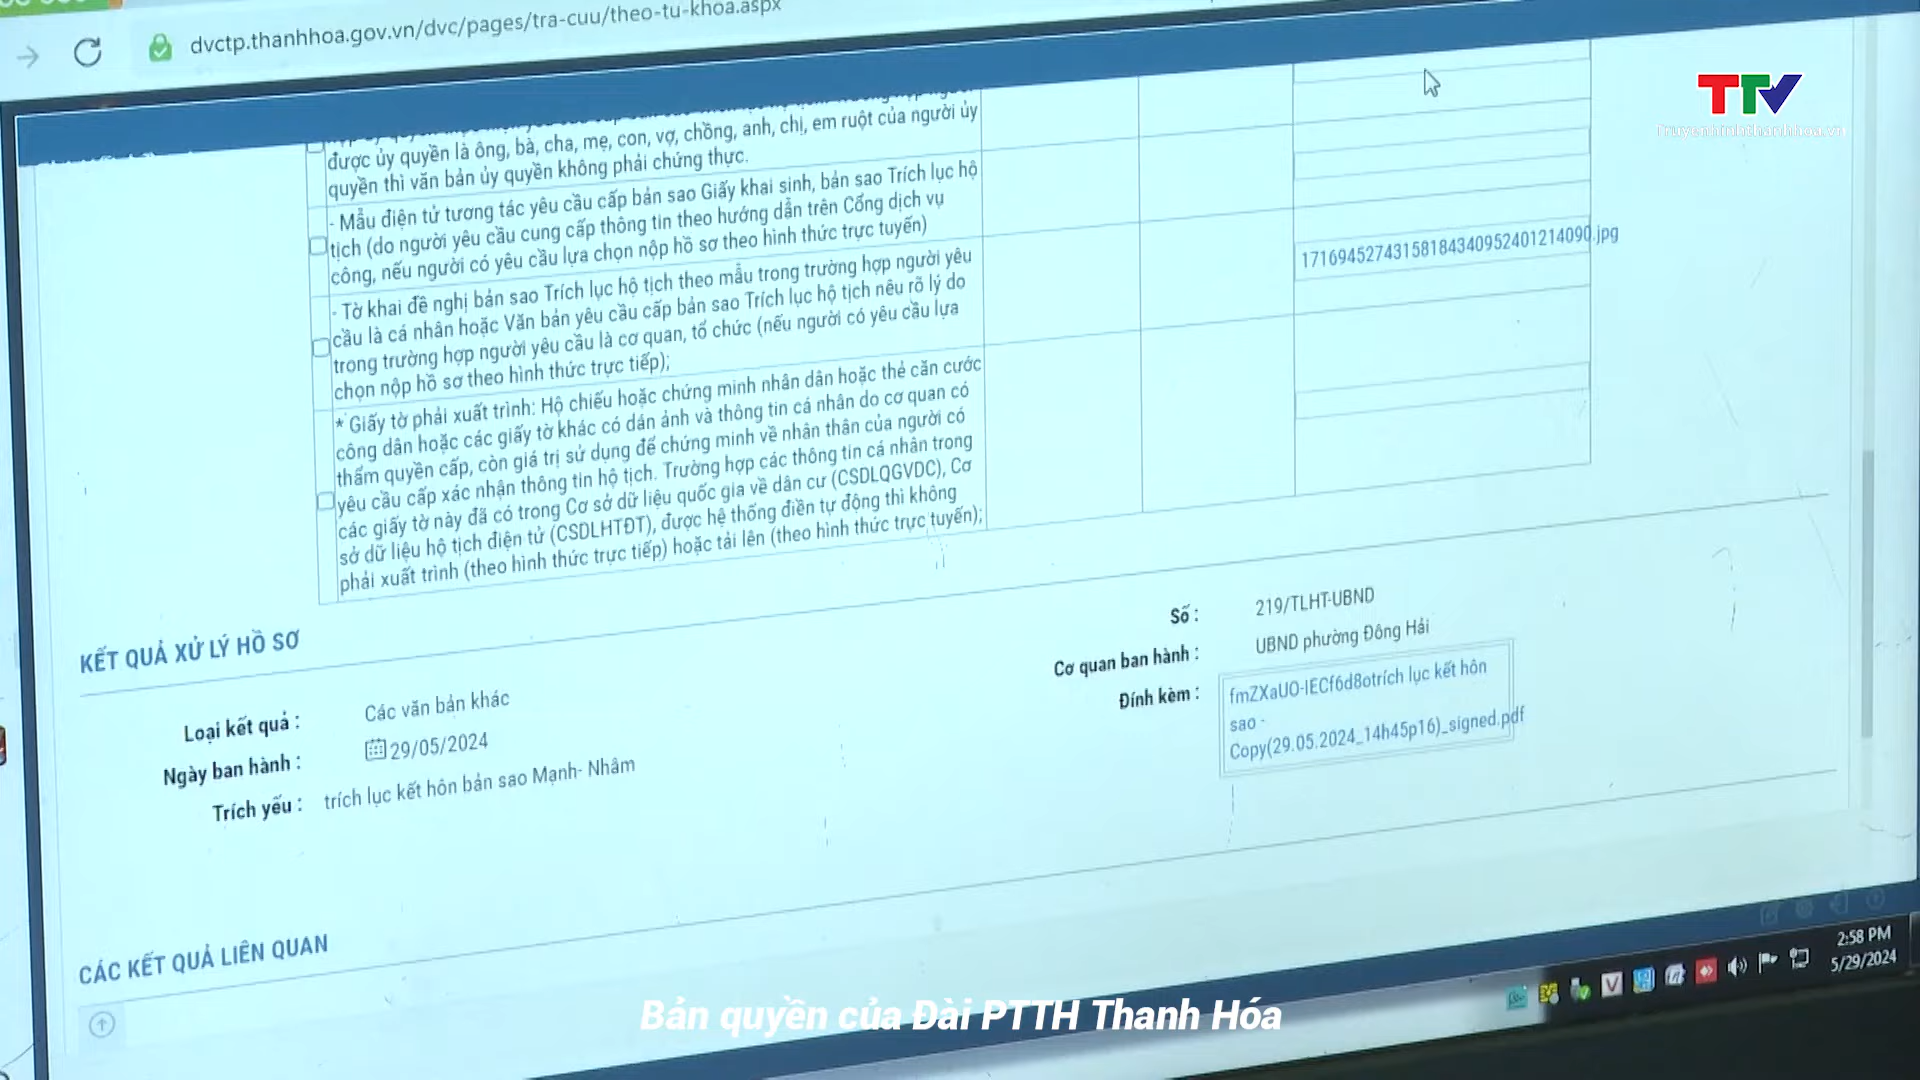 dvctp.thanhhoa.gov.vn/dvc/pages/tra-cuu/theo-tu-khoa.aspx
TTV
Truyenhinhthanhhoa.vn
được ủy quyền là ông, bà, cha, mẹ, con, vợ, chồng, anh, chị, em ruột của người ủy
quyền thì văn bản ủy quyền không phải chứng thực.
- Mẫu điện tử tương tác yêu cầu cấp bản sao Giấy khai sinh, bản sao Trích lục hộ
tịch (do người yêu cầu cung cấp thông tin theo hướng dẫn trên Cổng dịch vụ
công, nếu người có yêu cầu lựa chọn nộp hồ sơ theo hình thức trực tuyến)
17169452743158184340952401214090.jpg
- Tờ khai đề nghị bản sao Trích lục hộ tịch theo mẫu trong trường hợp người yêu
cầu là cá nhân hoặc Văn bản yêu cầu cấp bản sao Trích lục hộ tịch nêu rõ lý do
trong trường hợp người yêu cầu là cơ quan, tổ chức (nếu người có yêu cầu lựa
chọn nộp hồ sơ theo hình thức trực tiếp);
* Giấy tờ phải xuất trình: Hộ chiếu hoặc chứng minh nhân dân hoặc thẻ căn cước
công dân hoặc các giấy tờ khác có dán ảnh và thông tin cá nhân do cơ quan có
thẩm quyền cấp, còn giá trị sử dụng để chứng minh về nhân thân của người có
yêu cầu cấp xác nhận thông tin hộ tịch. Trường hợp các thông tin cá nhân trong
các giấy tờ này đã có trong Cơ sở dữ liệu quốc gia về dân cư (CSDLQGVDC), Cơ
sở dữ liệu hộ tịch điện tử (CSDLHTĐT), được hệ thống điền tự động thì không
phải xuất trình (theo hình thức trực tiếp) hoặc tải lên (theo hình thức trực tuyến);
KẾT QUẢ XỬ LÝ HỒ SƠ
Loại kết quả : Các văn bản khác
Ngày ban hành : 29/05/2024
Trích yếu : trích lục kết hôn bản sao Mạnh- Nhâm
Số : 219/TLHT-UBND
Cơ quan ban hành : UBND phường Đông Hải
Đính kèm : fmZXaUO-IECf6d8otrích lục kết hôn
sao -
Copy(29.05.2024_14h45p16)_signed.pdf
CÁC KẾT QUẢ LIÊN QUAN
2:58 PM
5/29/2024
Bản quyền của Đài PTTH Thanh Hóa